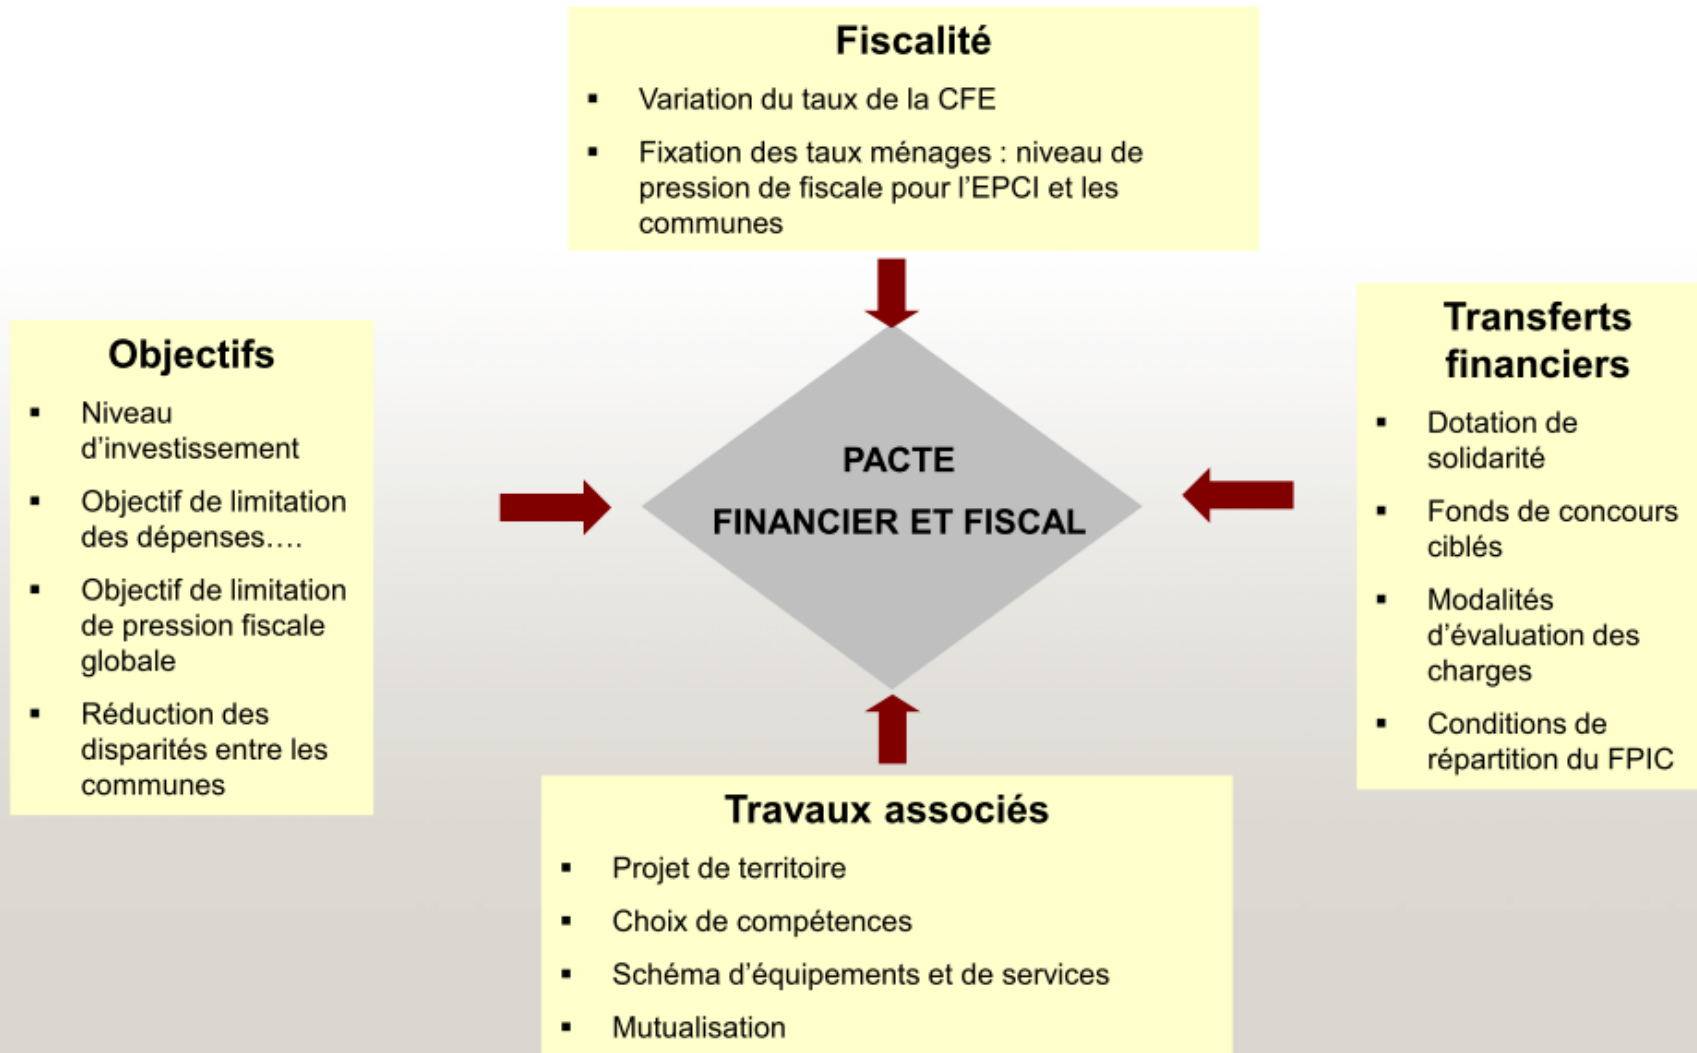 Fiscalité
▪ Variation du taux de la CFE
▪ Fixation des taux ménages : niveau de
pression de fiscale pour l’EPCI et les
communes
Objectifs
▪ Niveau
d’investissement
▪ Objectif de limitation
des dépenses….
▪ Objectif de limitation
de pression fiscale
globale
▪ Réduction des
disparités entre les
communes
PACTE
FINANCIER ET FISCAL
Transferts
financiers
▪ Dotation de
solidarité
▪ Fonds de concours
ciblés
▪ Modalités
d’évaluation des
charges
▪ Conditions de
répartition du FPIC
Travaux associés
▪ Projet de territoire
▪ Choix de compétences
▪ Schéma d’équipements et de services
▪ Mutualisation